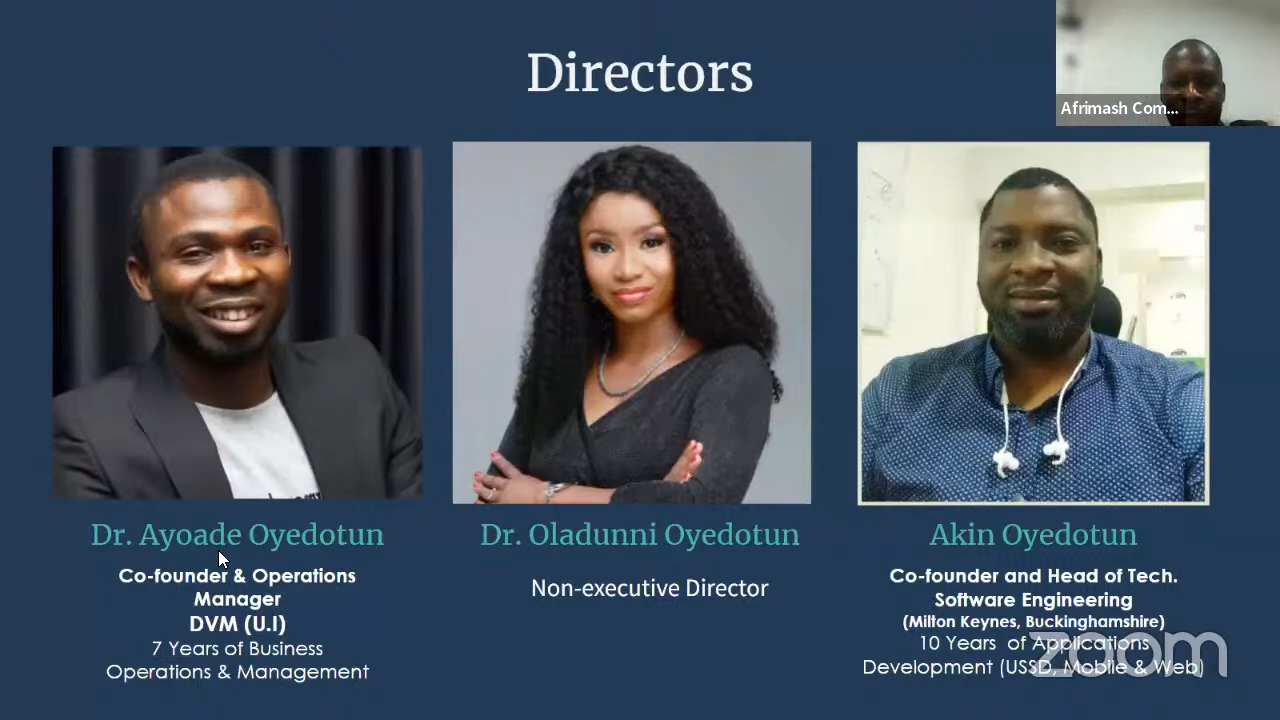 Directors
Afrimash Com...
Dr. Ayoade Oyedotun
Co-founder & Operations
Manager
DVM (U.I)
7 Years of Business
Operations & Management
Dr. Oladunni Oyedotun
Non-executive Director
Akin Oyedotun
Co-founder and Head of Tech.
Software Engineering
(Milton Keynes, Buckinghamshire)
10 Years of Applications
Development (USSD, Mobile & Web)
zoom